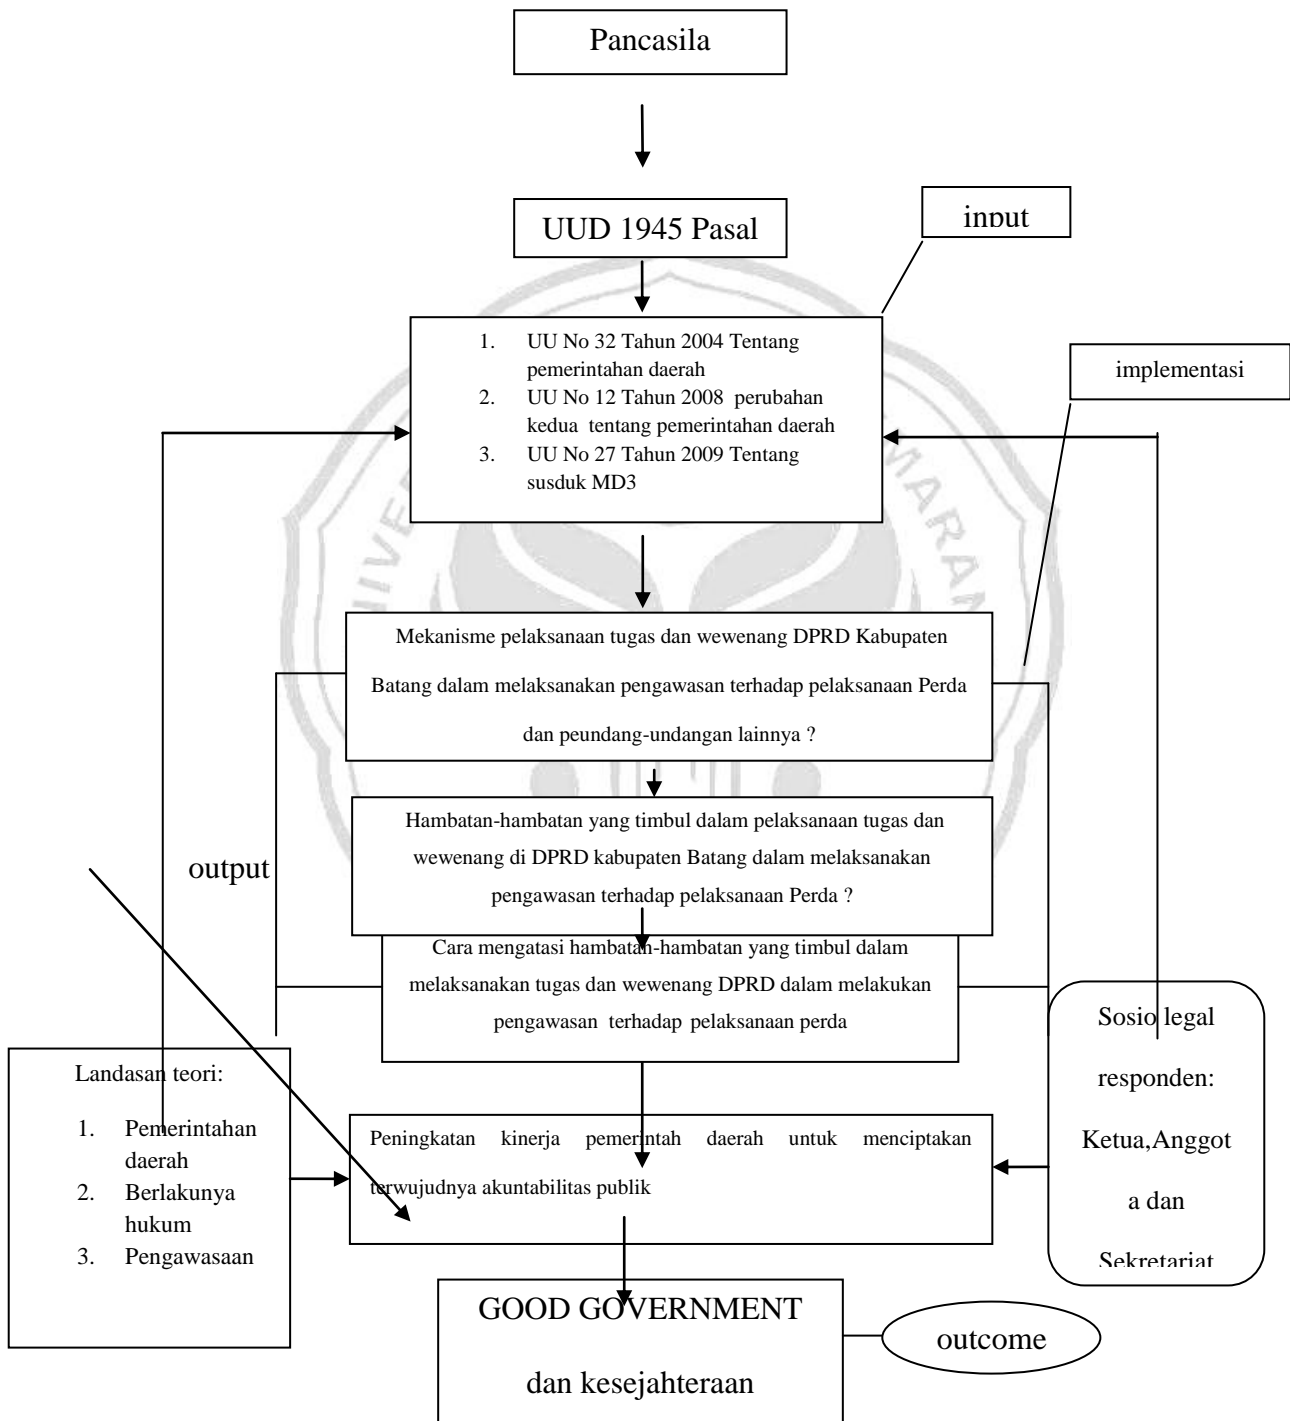 Pancasila
UUD 1945 Pasal
input
1. UU No 32 Tahun 2004 Tentang
pemerintahan daerah
2. UU No 12 Tahun 2008 perubahan
kedua tentang pemerintahan daerah
3. UU No 27 Tahun 2009 Tentang
susduk MD3
implementasi
Mekanisme pelaksanaan tugas dan wewenang DPRD Kabupaten
Batang dalam melaksanakan pengawasan terhadap pelaksanaan Perda
dan peundang-undangan lainnya ?
Hambatan-hambatan yang timbul dalam pelaksanaan tugas dan
wewenang di DPRD kabupaten Batang dalam melaksanakan
pengawasan terhadap pelaksanaan Perda ?
output
Cara mengatasi hambatan-hambatan yang timbul dalam
melaksanakan tugas dan wewenang DPRD dalam melakukan
pengawasan terhadap pelaksanaan perda
Landasan teori:
1. Pemerintahan
daerah
2. Berlakunya
hukum
3. Pengawasaan
Peningkatan kinerja pemerintah daerah untuk menciptakan
terwujudnya akuntabilitas publik
Sosio legal
responden:
Ketua,Anggot
a dan
Sekretariat
GOOD GOVERNMENT
dan kesejahteraan
outcome